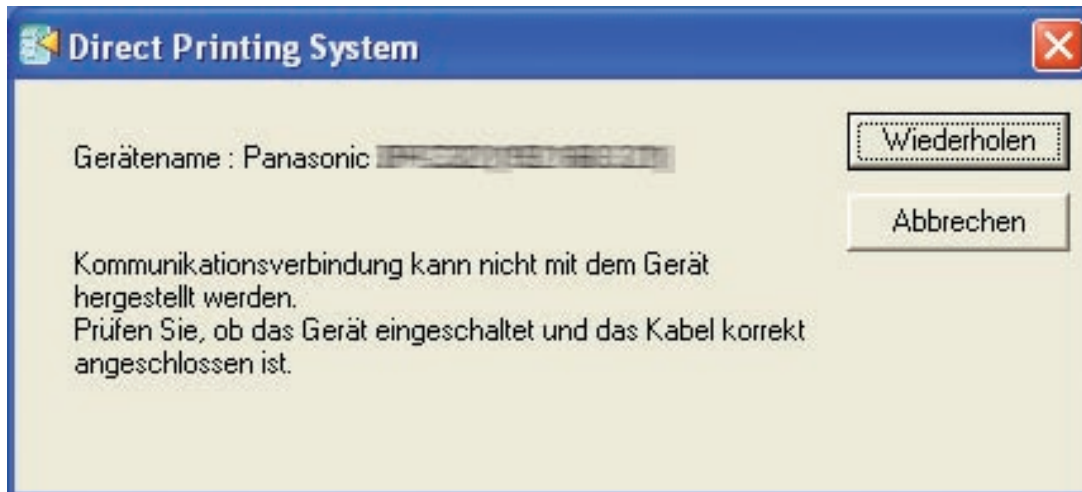 Direct Printing System
Gerätename : Panasonic
Wiederholen
Abbrechen
Kommunikationsverbindung kann nicht mit dem Gerät
hergestellt werden.
Prüfen Sie, ob das Gerät eingeschaltet und das Kabel korrekt
angeschlossen ist.